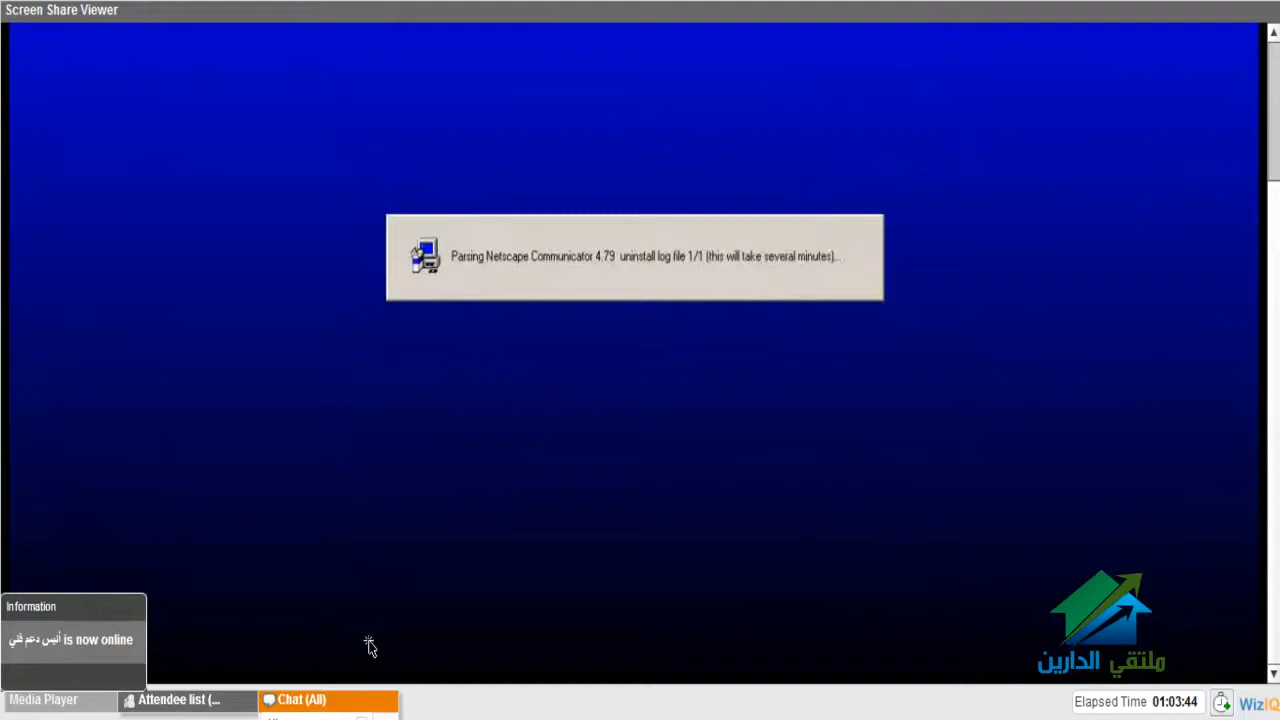 Screen Share Viewer
Parsing Netscape Communicator 4.79 uninstall log file 1/1 (this will take several minutes)...
ملتقي الدارين
Information
أنيس دعم فني is now online
Media Player
Attendee list (...
Chat (All)
Elapsed Time 01:03:44
WizIQ